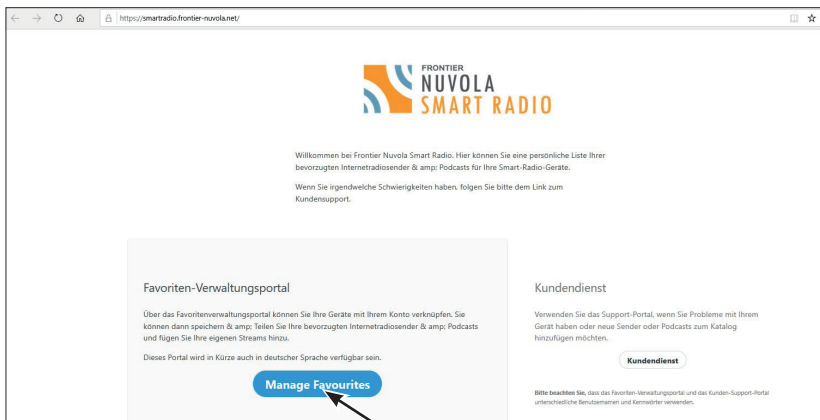 https://smartradio.frontier-nuvola.net/
FRONTIER
NUVOLA
SMART RADIO
Willkommen bei Frontier Nuvola Smart Radio. Hier können Sie eine persönliche Liste Ihrer
bevorzugten Internetradiosender & amp; Podcasts für Ihre Smart-Radio-Geräte.
Wenn Sie irgendwelche Schwierigkeiten haben, folgen Sie bitte dem Link zum
Kundensupport.
Favoriten-Verwaltungsportal
Über das Favoritenverwaltungsportal können Sie Ihre Geräte mit Ihrem Konto verknüpfen. Sie
können dann speichern & amp; Teilen Sie Ihre bevorzugten Internetradiosender & amp; Podcasts
und fügen Sie Ihre eigenen Streams hinzu.
Dieses Portal wird in Kürze auch in deutscher Sprache verfügbar sein.
Manage Favourites
Kundendienst
Verwenden Sie das Support-Portal, wenn Sie Probleme mit Ihrem
Gerät haben oder neue Sender oder Podcasts zum Katalog
hinzufügen möchten.
Kundendienst
Bitte beachten Sie, dass das Favoriten-Verwaltungsportal und das Kunden-Support-Portal
unterschiedliche Benutzernamen und Kennwörter verwenden.